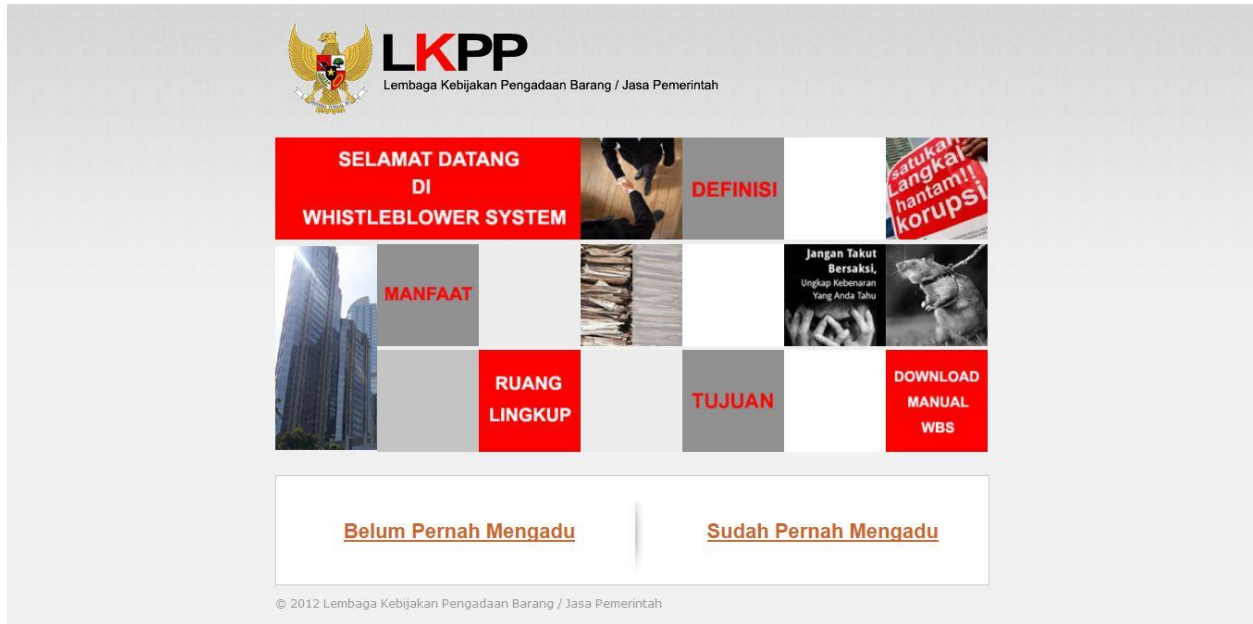 LKPP
Lembaga Kebijakan Pengadaan Barang / Jasa Pemerintah
SELAMAT DATANG
DI
WHISTLEBLOWER SYSTEM
DEFINISI
satukan
Langkah
hantam!!
korupsi
MANFAAT
Jangan Takut
Bersaksi,
Ungkap Kebenaran
Yang Anda Tahu
RUANG
LINGKUP
TUJUAN
DOWNLOAD
MANUAL
WBS
Belum Pernah Mengadu
Sudah Pernah Mengadu
© 2012 Lembaga Kebijakan Pengadaan Barang / Jasa Pemerintah